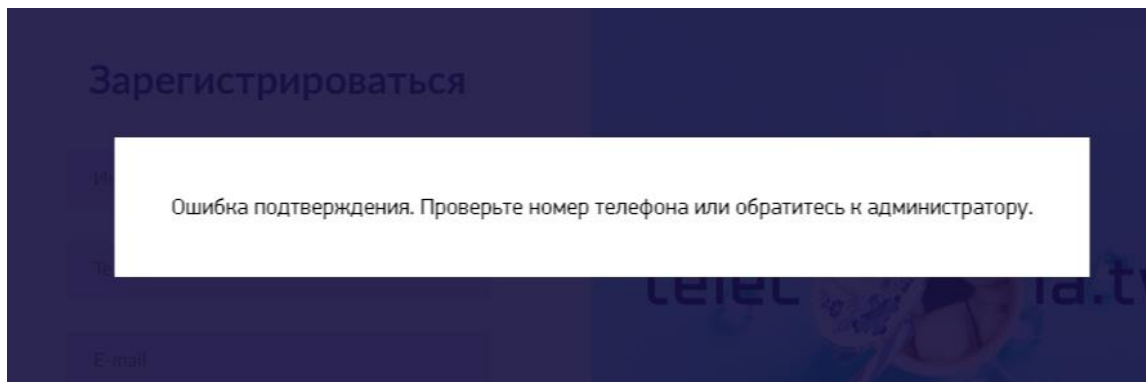 Зарегистрироваться
Ошибка подтверждения. Проверьте номер телефона или обратитесь к администратору.
E-mail